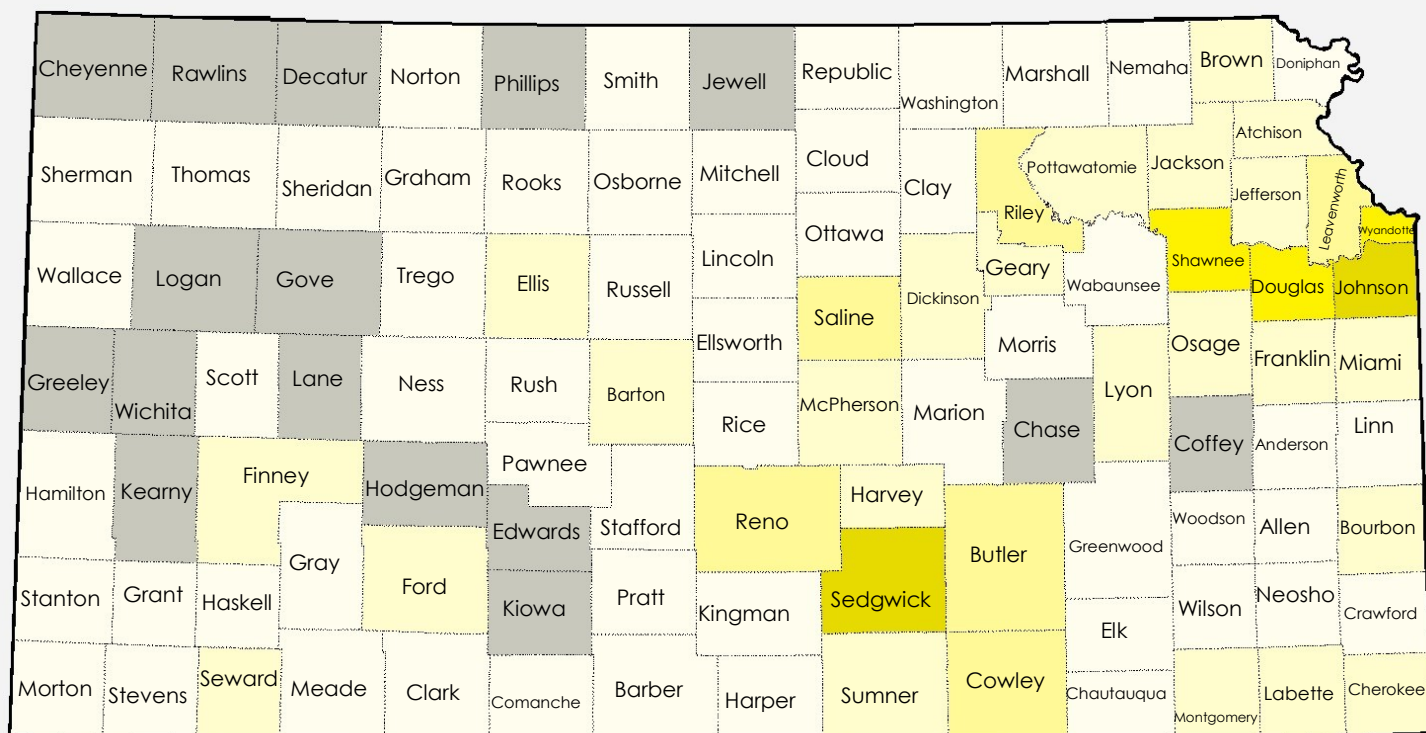 Cheyenne
Rawlins
Decatur
Norton
Phillips
Smith
Jewell
Republic
Washington
Marshall
Nemaha
Brown
Doniphan
Sherman
Thomas
Sheridan
Graham
Rooks
Osborne
Mitchell
Cloud
Clay
Riley
Pottawatomie
Jackson
Atchison
Jefferson
Leavenworth
Wyandotte
Wallace
Logan
Gove
Trego
Ellis
Russell
Lincoln
Ottawa
Saline
Dickinson
Geary
Wabaunsee
Shawnee
Douglas
Johnson
Greeley
Wichita
Scott
Lane
Ness
Rush
Barton
Ellsworth
Rice
McPherson
Marion
Morris
Chase
Lyon
Osage
Franklin
Miami
Coffey
Anderson
Linn
Hamilton
Kearny
Finney
Hodgeman
Pawnee
Edwards
Stafford
Reno
Harvey
Butler
Greenwood
Woodson
Allen
Bourbon
Stanton
Grant
Haskell
Gray
Ford
Kiowa
Pratt
Kingman
Sedgwick
Elk
Wilson
Neosho
Crawford
Morton
Stevens
Seward
Meade
Clark
Comanche
Barber
Harper
Sumner
Cowley
Chautauqua
Montgomery
Labette
Cherokee